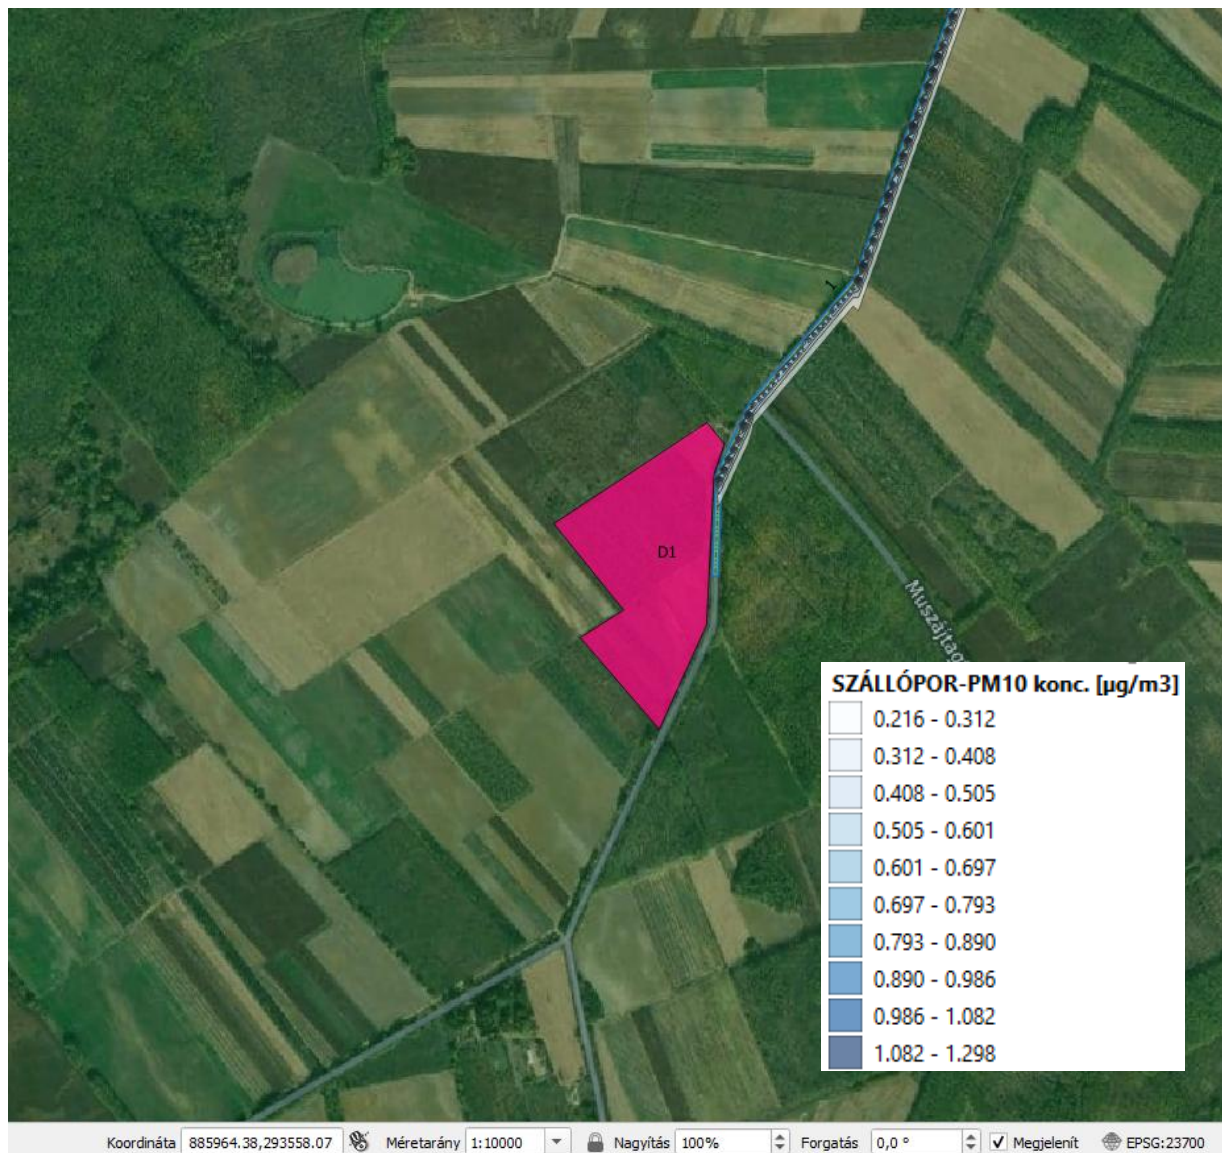 1
D1
Muszájtag
SZÁLLÓPOR-PM10 konc. [µg/m3]
0.216 - 0.312
0.312 - 0.408
0.408 - 0.505
0.505 - 0.601
0.601 - 0.697
0.697 - 0.793
0.793 - 0.890
0.890 - 0.986
0.986 - 1.082
1.082 - 1.298
Koordináta 885964.38,293558.07 Méretarány 1:10000 Nagyítás 100% Forgatás 0,0 ° Megjelenít EPSG:23700